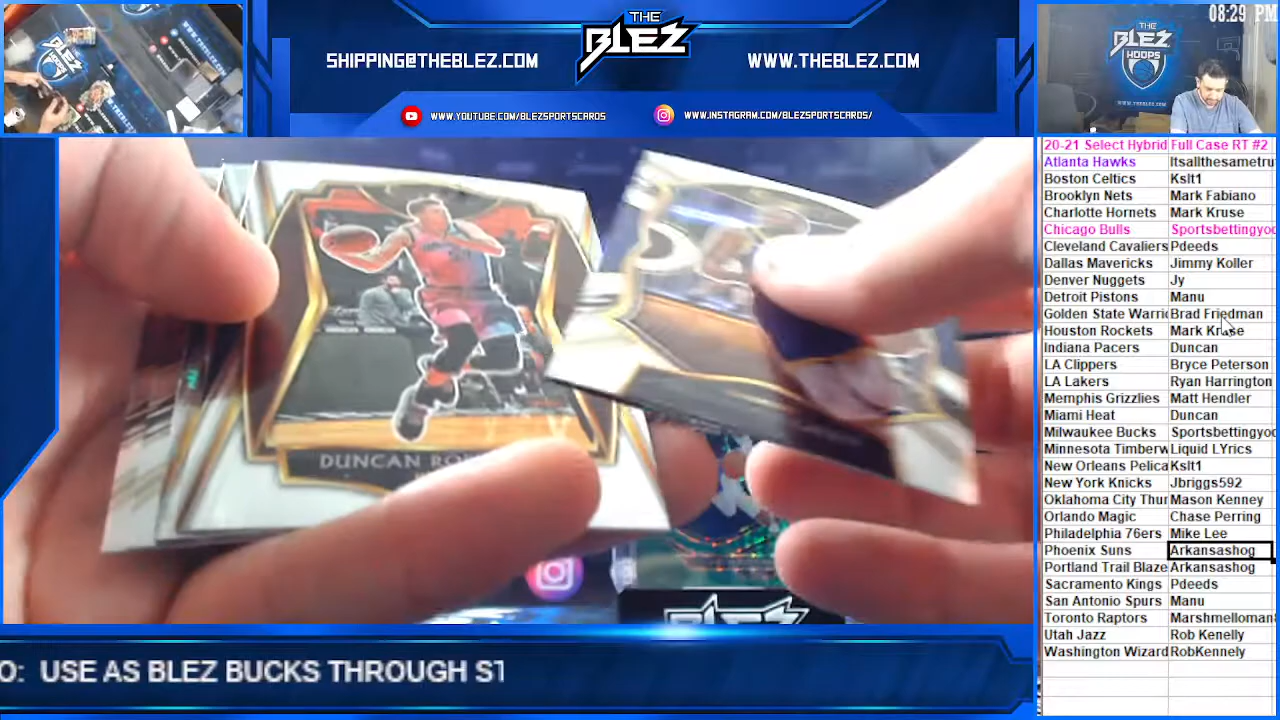 SHIPPING@THEBLEZ.COM
THE
BLEZ
WWW.THEBLEZ.COM
WWW.YOUTUBE.COM/BLEZSPORTSCARDS
WWW.INSTAGRAM.COM/BLEZSPORTSCARDS/
08:29 PM
THE
BLEZ
HOOPS
20-21 Select Hybrid Full Case RT #2
Atlanta Hawks Itsallthesametru
Boston Celtics Kslt1
Brooklyn Nets Mark Fabiano
Charlotte Hornets Mark Kruse
Chicago Bulls Sportsbettingyoc
Cleveland Cavaliers Pdeeds
Dallas Mavericks Jimmy Koller
Denver Nuggets Jy
Detroit Pistons Manu
Golden State Warric Brad Friedman
Houston Rockets Mark Kruse
Indiana Pacers Duncan
LA Clippers Bryce Peterson
LA Lakers Ryan Harrington
Memphis Grizzlies Matt Hendler
Miami Heat Duncan
Milwaukee Bucks Sportsbettingyoc
Minnesota Timberw Liquid LYrics
New Orleans Pelica Kslt1
New York Knicks Jbriggs592
Oklahoma City Thun Mason Kenney
Orlando Magic Chase Perring
Philadelphia 76ers Mike Lee
Phoenix Suns Arkansashog
Portland Trail Blaze Arkansashog
Sacramento Kings Pdeeds
San Antonio Spurs Manu
Toronto Raptors Marshmelloman
Utah Jazz Rob Kenelly
Washington Wizard RobKennely
DUNCAN RO
O: USE AS BLEZ BUCKS THROUGH ST